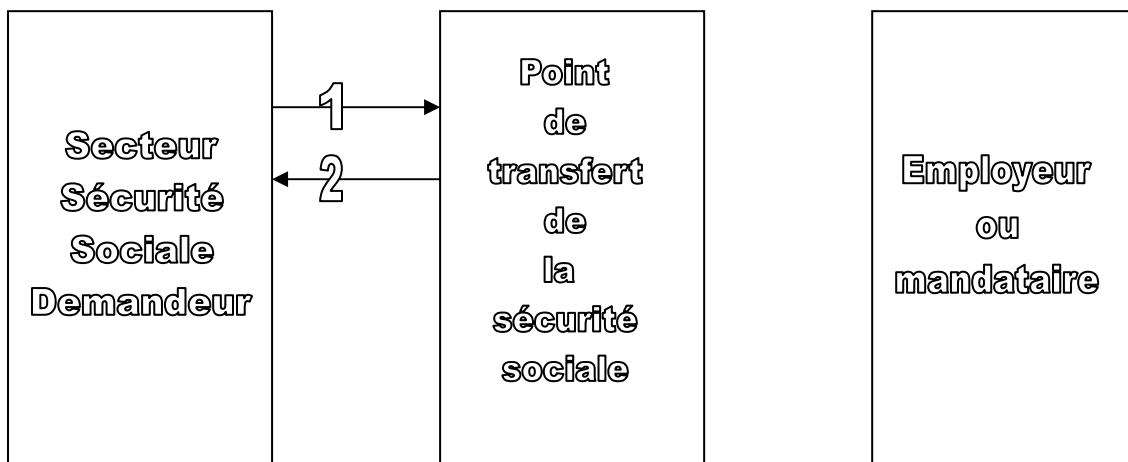 Secteur
Sécurité
Sociale
Demandeur
1
2
Point
de
transfert
de
la
sécurité
sociale
Employeur
ou
mandataire